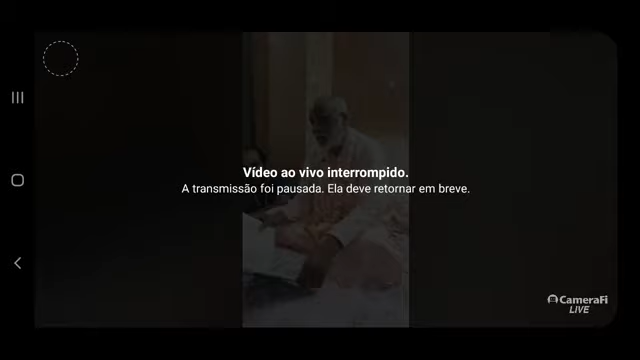 Vídeo ao vivo interrompido.
A transmissão foi pausada. Ela deve retornar em breve.
CameraFi
LIVE